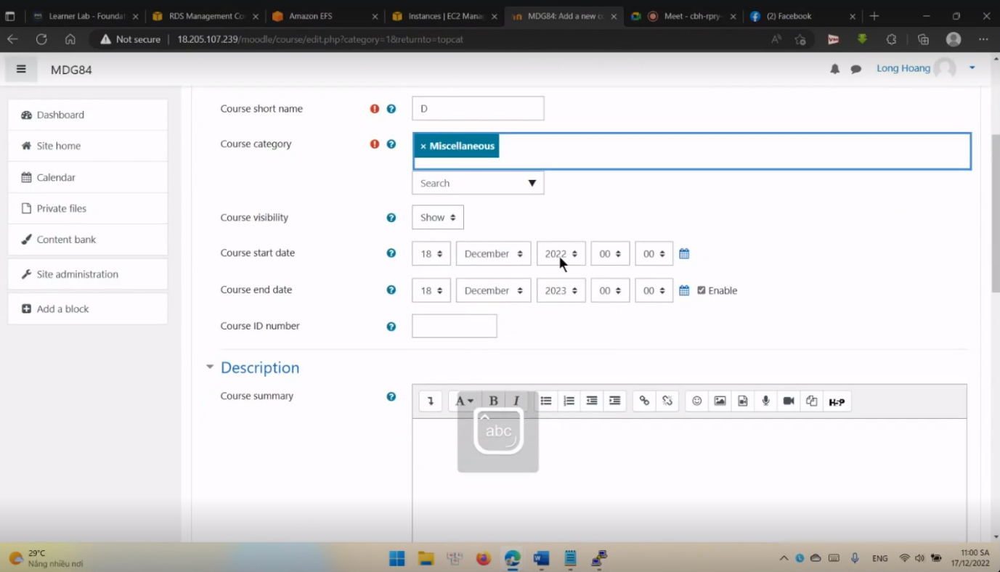 Learner Lab - Foundat
RDS Management Co
Amazon EFS
Instances | EC2 Mana
MDG84: Add a new c
Meet - cbh-rpry-
(2) Facebook
Not secure | 18.205.107.239/moodle/course/edit.php?category=1&returnto=topcat
MDG84
Long Hoang
Dashboard
Site home
Calendar
Private files
Content bank
Site administration
Add a block
Course short name
D
Course category
× Miscellaneous
Search ▼
Course visibility
Show
Course start date
18 December 2022 00 00
Course end date
18 December 2023 00 00 Enable
Course ID number
Description
Course summary
A B I
H-P
abc
29°C
Nắng nhiều nơi
ENG
11:00 SA
17/12/2022